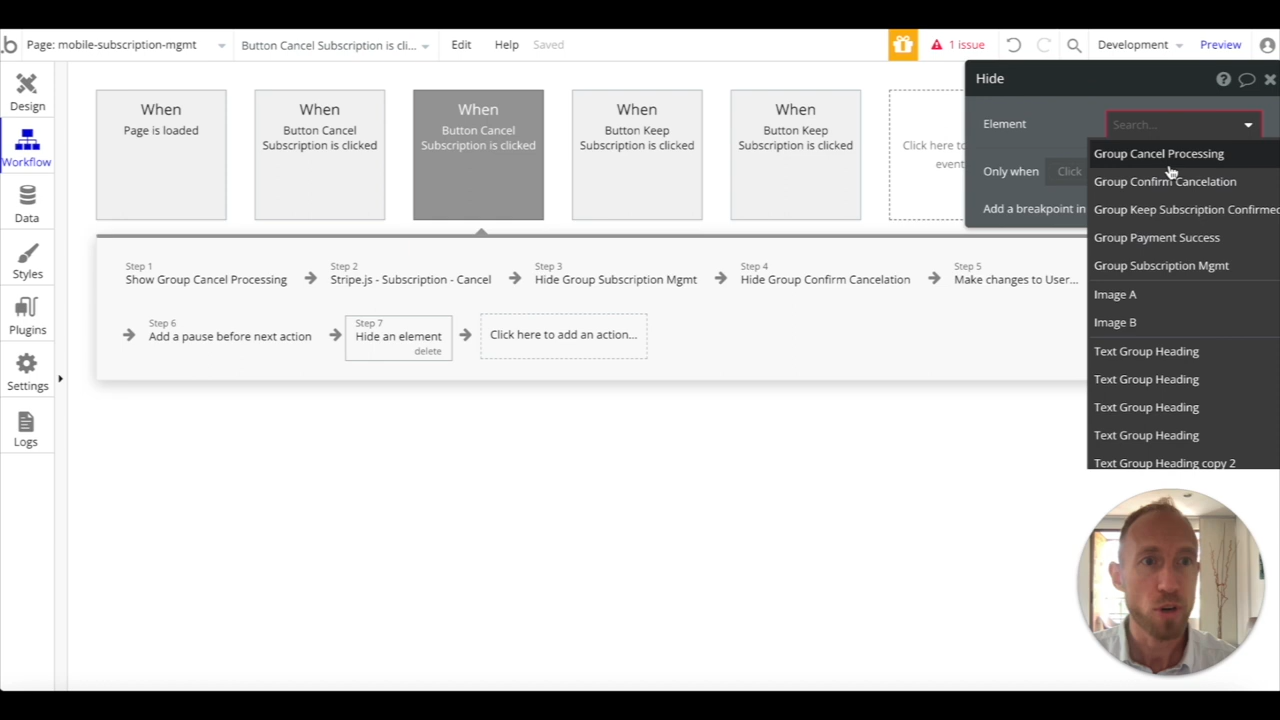 .b
Page: mobile-subscription-mgmt
Button Cancel Subscription is cli...
Edit
Help
Saved
1 issue
Development
Preview
Design
Workflow
Data
Styles
Plugins
Settings
Logs
When
Page is loaded
When
Button Cancel
Subscription is clicked
When
Button Cancel
Subscription is clicked
When
Button Keep
Subscription is clicked
When
Button Keep
Subscription is clicked
Click here to
event
Step 1
Show Group Cancel Processing
Step 2
Stripe.js - Subscription - Cancel
Step 3
Hide Group Subscription Mgmt
Step 4
Hide Group Confirm Cancelation
Step 5
Make changes to User...
Step 6
Add a pause before next action
Step 7
Hide an element
delete
Click here to add an action...
Hide
Element
Search...
Only when
Click
Add a breakpoint in
Group Cancel Processing
Group Confirm Cancelation
Group Keep Subscription Confirmed
Group Payment Success
Group Subscription Mgmt
Image A
Image B
Text Group Heading
Text Group Heading
Text Group Heading
Text Group Heading
Text Group Heading copy 2